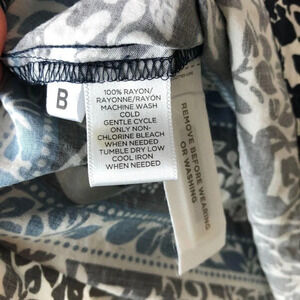 B
100% RAYON/
RAYONNE/RAYÓN
MACHINE WASH
COLD
GENTLE CYCLE
ONLY NON-
CHLORINE BLEACH
WHEN NEEDED
TUMBLE DRY LOW
COOL IRON
WHEN NEEDED
REMOVE BEFORE WEARING
OR WASHING